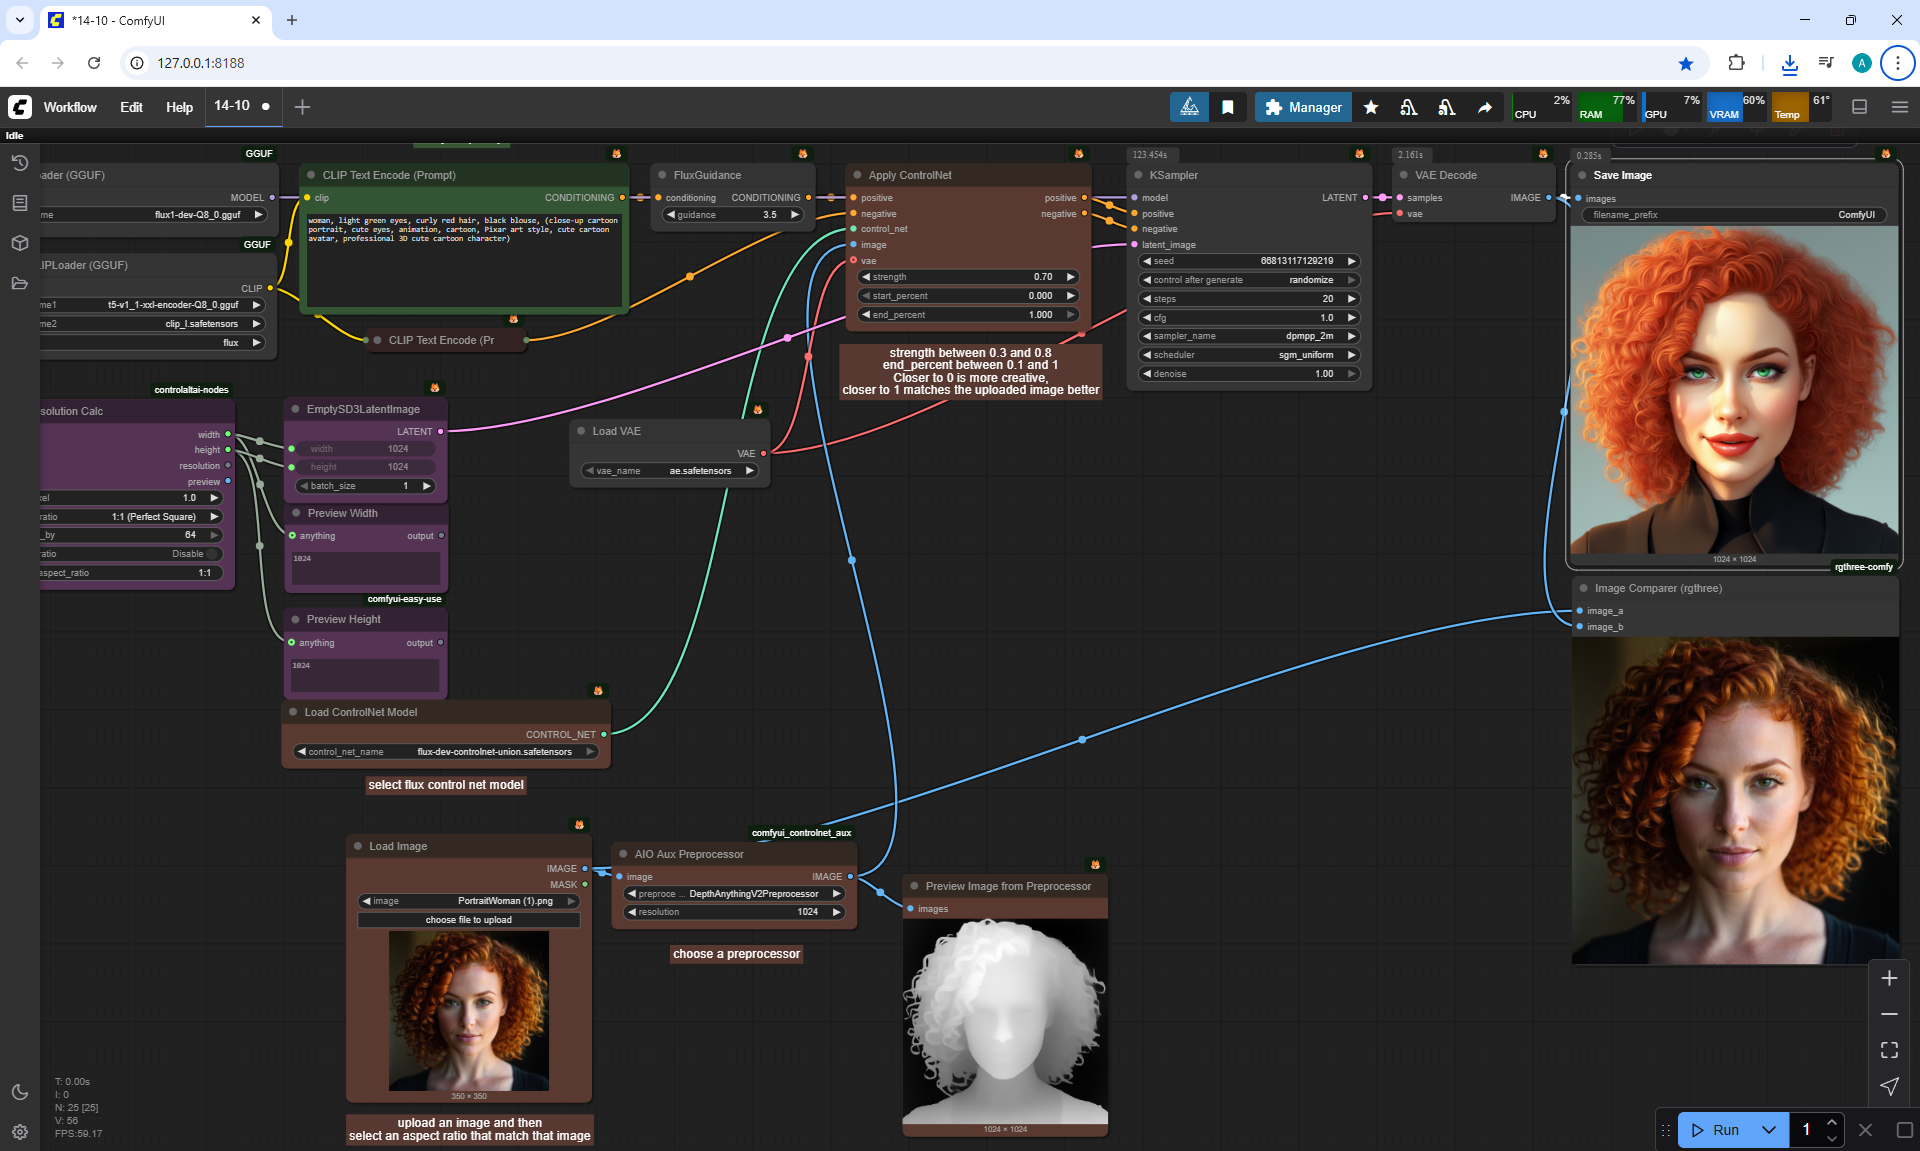 *14-10 - ComfyUI
127.0.0.1:8188
A
Workflow
Edit
Help
14-10
Manager
CPU
2%
RAM
77%
GPU
7%
VRAM
60%
Temp
61°
Idle
GGUF
ader (GGUF)
MODEL
me
flux1-dev-Q8_0.gguf
GGUF
IPLoader (GGUF)
CLIP
me1
t5-v1_1-xxl-encoder-Q8_0.gguf
me2
clip_l.safetensors
flux
CLIP Text Encode (Prompt)
clip
CONDITIONING
woman, light green eyes, curly red hair, black blouse, (close-up cartoon
portrait, cute eyes, animation, cartoon, Pixar art style, cute cartoon
avatar, professional 3D cute cartoon character)
CLIP Text Encode (Pr
FluxGuidance
conditioning
CONDITIONING
guidance
3.5
Apply ControlNet
positive
positive
negative
negative
control_net
image
vae
strength
0.70
start_percent
0.000
end_percent
1.000
strength between 0.3 and 0.8
end_percent between 0.1 and 1
Closer to 0 is more creative,
closer to 1 matches the uploaded image better
123.454s
KSampler
model
LATENT
positive
negative
latent_image
seed
66813117129219
control after generate
randomize
steps
20
cfg
1.0
sampler_name
dpmpp_2m
scheduler
sgm_uniform
denoise
1.00
2.161s
VAE Decode
samples
IMAGE
vae
0.285s
Save Image
images
filename_prefix
ComfyUI
1024 × 1024
rgthree-comfy
Image Comparer (rgthree)
image_a
image_b
controlaltai-nodes
solution Calc
width
height
resolution
preview
xel
1.0
ratio
1:1 (Perfect Square)
_by
64
ratio
Disable
aspect_ratio
1:1
EmptySD3LatentImage
LATENT
width
1024
height
1024
batch_size
1
Preview Width
anything
output
1024
comfyui-easy-use
Preview Height
anything
output
1024
Load VAE
VAE
vae_name
ae.safetensors
Load ControlNet Model
CONTROL_NET
control_net_name
flux-dev-controlnet-union.safetensors
select flux control net model
Load Image
IMAGE
MASK
image
PortraitWoman (1).png
choose file to upload
350 × 350
upload an image and then
select an aspect ratio that match that image
comfyui_controlnet_aux
AIO Aux Preprocessor
image
IMAGE
preproce ...
DepthAnythingV2Preprocessor
resolution
1024
choose a preprocessor
Preview Image from Preprocessor
images
1024 × 1024
T: 0.00s
I: 0
N: 25 [25]
V: 56
FPS:59.17
Run
1